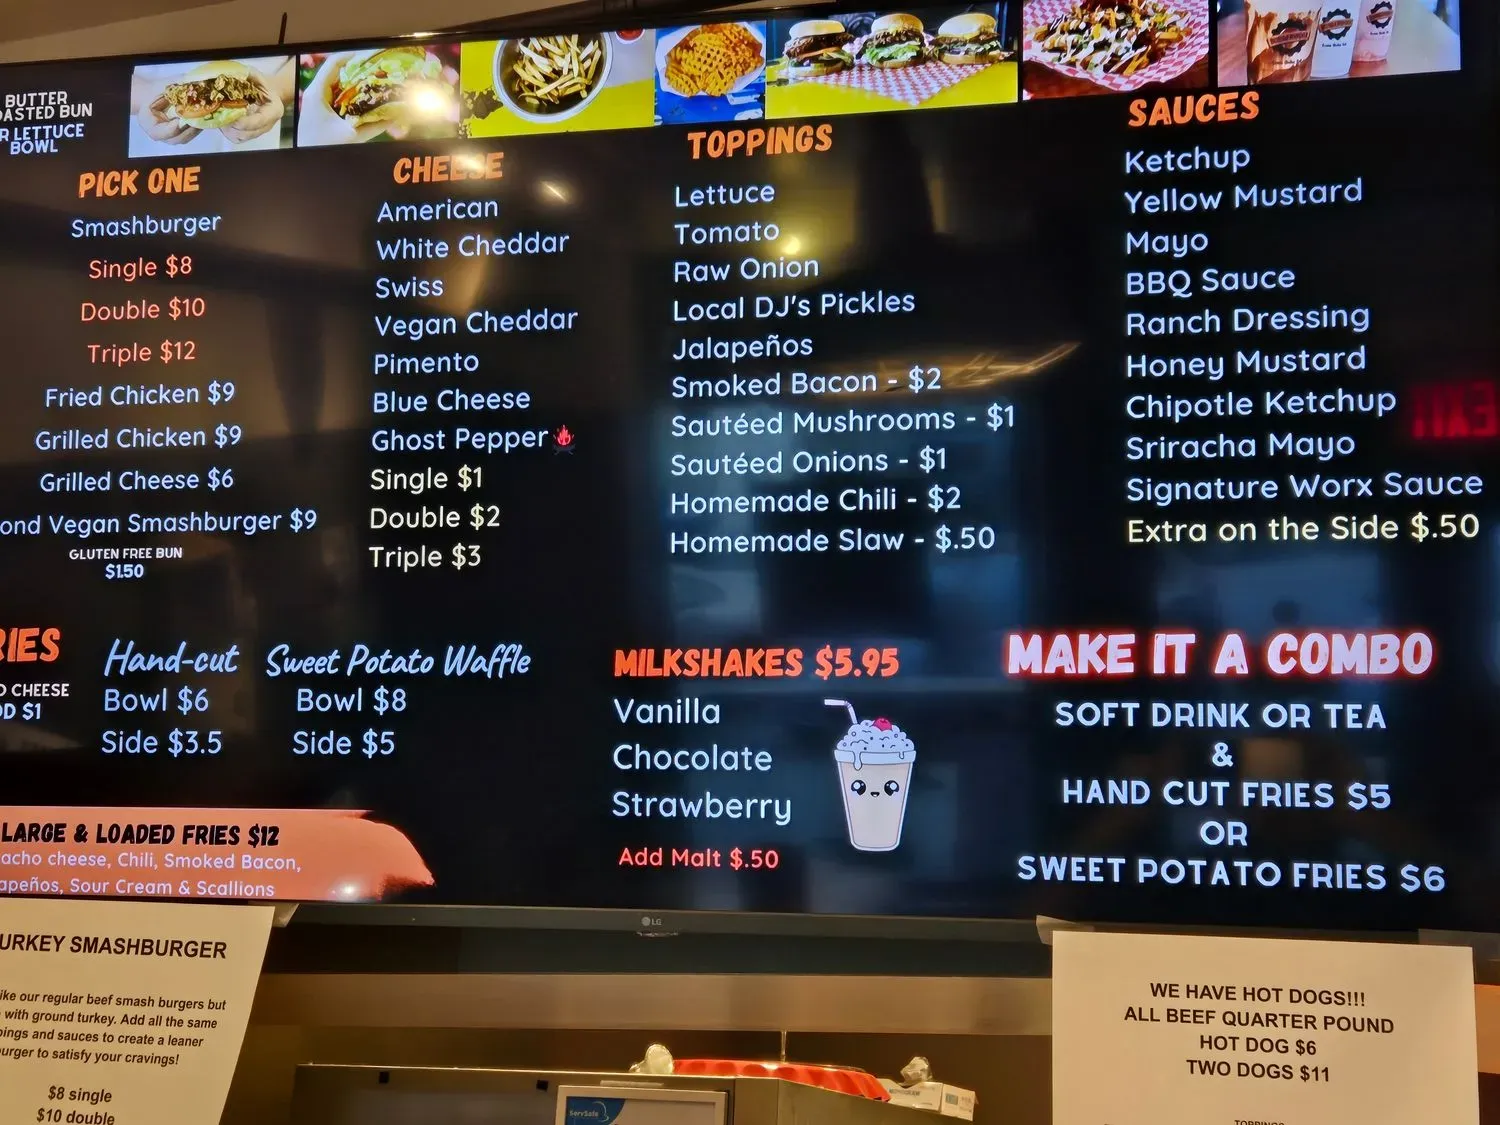 BUTTER
BUN
LETTUCE
BOWL
PICK ONE
Smashburger
Single $8
Double $10
Triple $12
Fried Chicken $9
Grilled Chicken $9
Grilled Cheese $6
Vegan Smashburger $9
GLUTEN FREE BUN
$1.50
CHEESE
American
White Cheddar
Swiss
Vegan Cheddar
Pimento
Blue Cheese
Ghost Pepper
Single $1
Double $2
Triple $3
TOPPINGS
Lettuce
Tomato
Raw Onion
Local DJ's Pickles
Jalapeños
Smoked Bacon - $2
Sautéed Mushrooms - $1
Sautéed Onions - $1
Homemade Chili - $2
Homemade Slaw - $.50
SAUCES
Ketchup
Yellow Mustard
Mayo
BBQ Sauce
Ranch Dressing
Honey Mustard
Chipotle Ketchup
Sriracha Mayo
Signature Worx Sauce
Extra on the Side $.50
EXIT
CHEESE
$1
Hand-cut
Bowl $6
Side $3.5
Sweet Potato Waffle
Bowl $8
Side $5
LARGE & LOADED FRIES $12
cheese, Chili, Smoked Bacon,
Sour Cream & Scallions
MILKSHAKES $5.95
Vanilla
Chocolate
Strawberry
Add Malt $.50
MAKE IT A COMBO
SOFT DRINK OR TEA
&
HAND CUT FRIES $5
OR
SWEET POTATO FRIES $6
LG
SMASHBURGER
our regular beef smash burgers but
with ground turkey. Add all the same
and sauces to create a leaner
to satisfy your cravings!
$8 single
$10 double
WE HAVE HOT DOGS!!!
ALL BEEF QUARTER POUND
HOT DOG $6
TWO DOGS $11
TOPPINGS
ServSafe